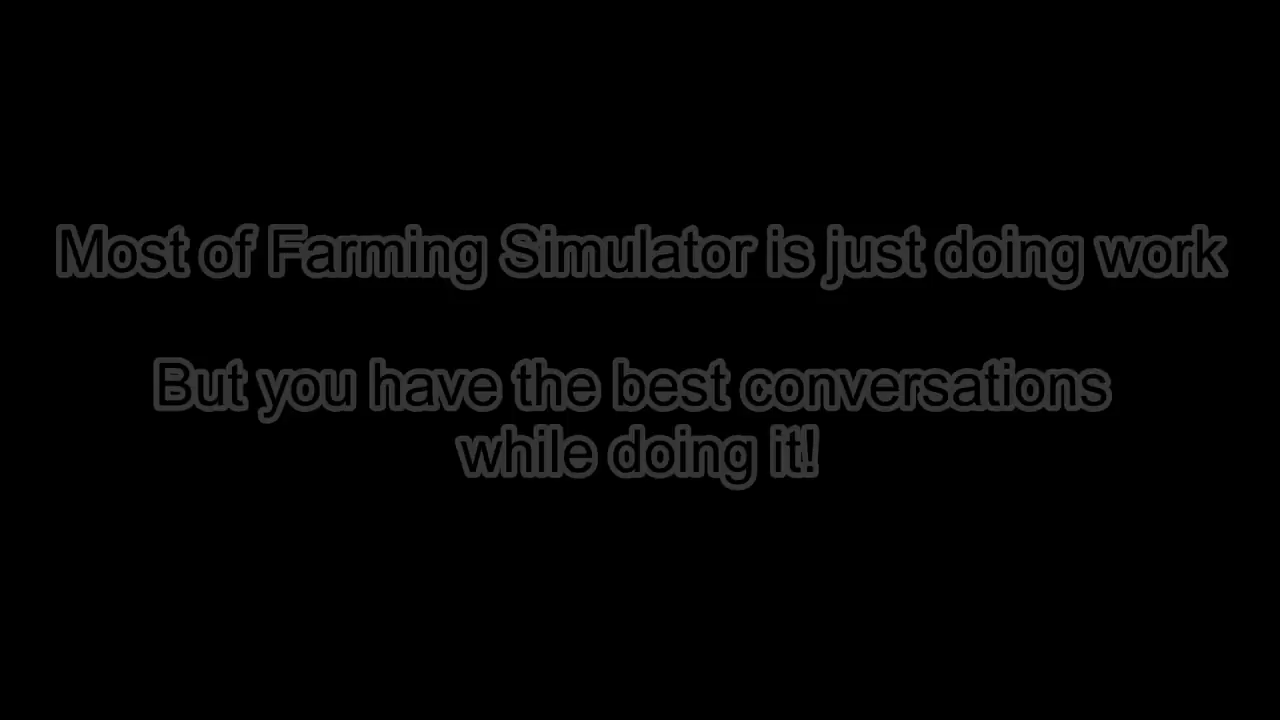 Most of Farming Simulator is just doing work
But you have the best conversations
while doing it!